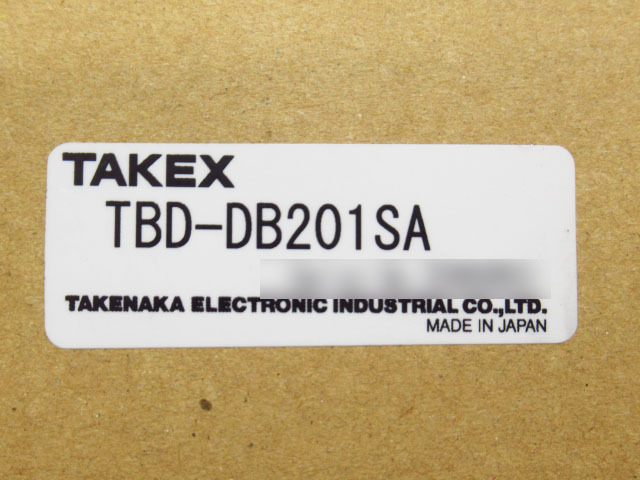 TAKEX
TBD-DB201SA
TAKENAKA ELECTRONIC INDUSTRIAL CO.,LTD.
MADE IN JAPAN